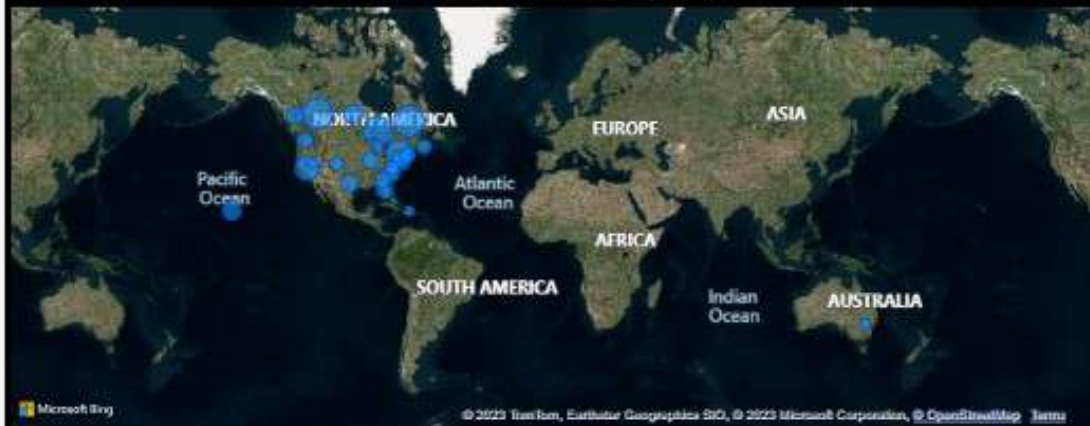 NORTH AMERICA
EUROPE
ASIA
Pacific
Ocean
Atlantic
Ocean
AFRICA
SOUTH AMERICA
Indian
Ocean
AUSTRALIA
Microsoft Bing
© 2023 TomTom, Earthstar Geographics SIO, © 2023 Microsoft Corporation, © OpenStreetMap Terms